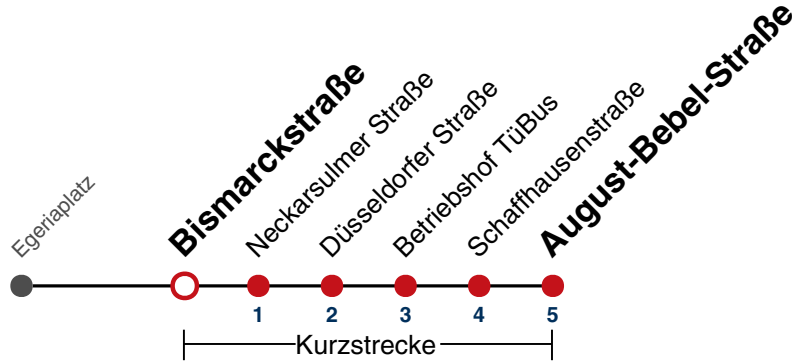 Egeriaplatz
Bismarckstraße
Neckarsulmer Straße
Düsseldorfer Straße
Betriebshof TüBus
Schaffhausenstraße
August-Bebel-Straße
1 2 3 4 5
Kurzstrecke